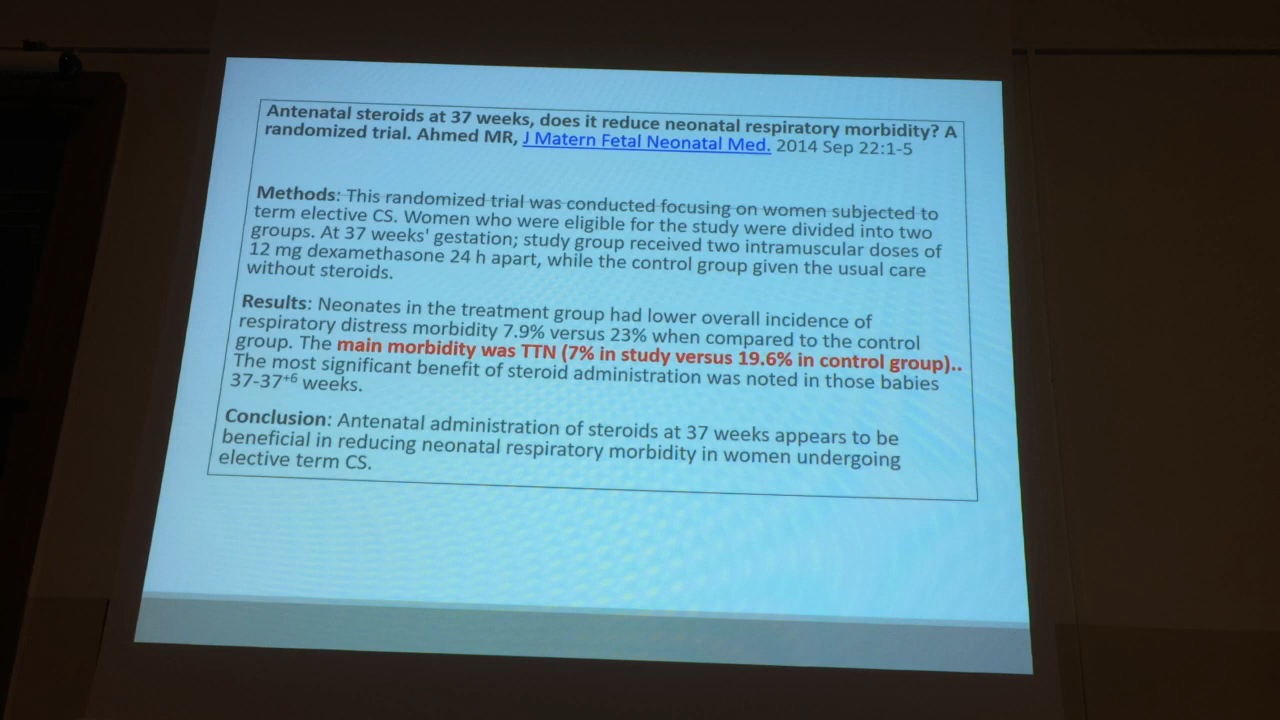 Antenatal steroids at 37 weeks, does it reduce neonatal respiratory morbidity? A
randomized trial. Ahmed MR, J Matern Fetal Neonatal Med. 2014 Sep 22:1-5
Methods: This randomized trial was conducted focusing on women subjected to
term elective CS. Women who were eligible for the study were divided into two
groups. At 37 weeks' gestation; study group received two intramuscular doses of
12 mg dexamethasone 24 h apart, while the control group given the usual care
without steroids.
Results: Neonates in the treatment group had lower overall incidence of
respiratory distress morbidity 7.9% versus 23% when compared to the control
group. The main morbidity was TTN (7% in study versus 19.6% in control group)..
The most significant benefit of steroid administration was noted in those babies
37-37⁺⁶ weeks.
Conclusion: Antenatal administration of steroids at 37 weeks appears to be
beneficial in reducing neonatal respiratory morbidity in women undergoing
elective term CS.